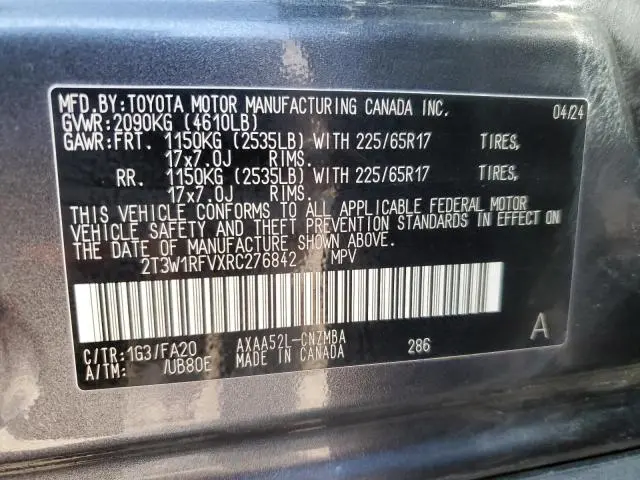 MFD.BY:TOYOTA MOTOR MANUFACTURING CANADA INC. 04/24
GVWR:2090KG (4610LB)
GAWR:FRT. 1150KG (2535LB) WITH 225/65R17 TIRES,
17x7.0J RIMS.
RR. 1150KG (2535LB) WITH 225/65R17 TIRES,
17x7.0J RIMS.
THIS VEHICLE CONFORMS TO ALL APPLICABLE FEDERAL MOTOR
VEHICLE SAFETY AND THEFT PREVENTION STANDARDS IN EFFECT ON
THE DATE OF MANUFACTURE SHOWN ABOVE.
2T3W1RFVXRC276842 MPV
C/TR:1G3/FA20 AXAA52L-CNZMBA 286 A
A/TM: /UB80E MADE IN CANADA